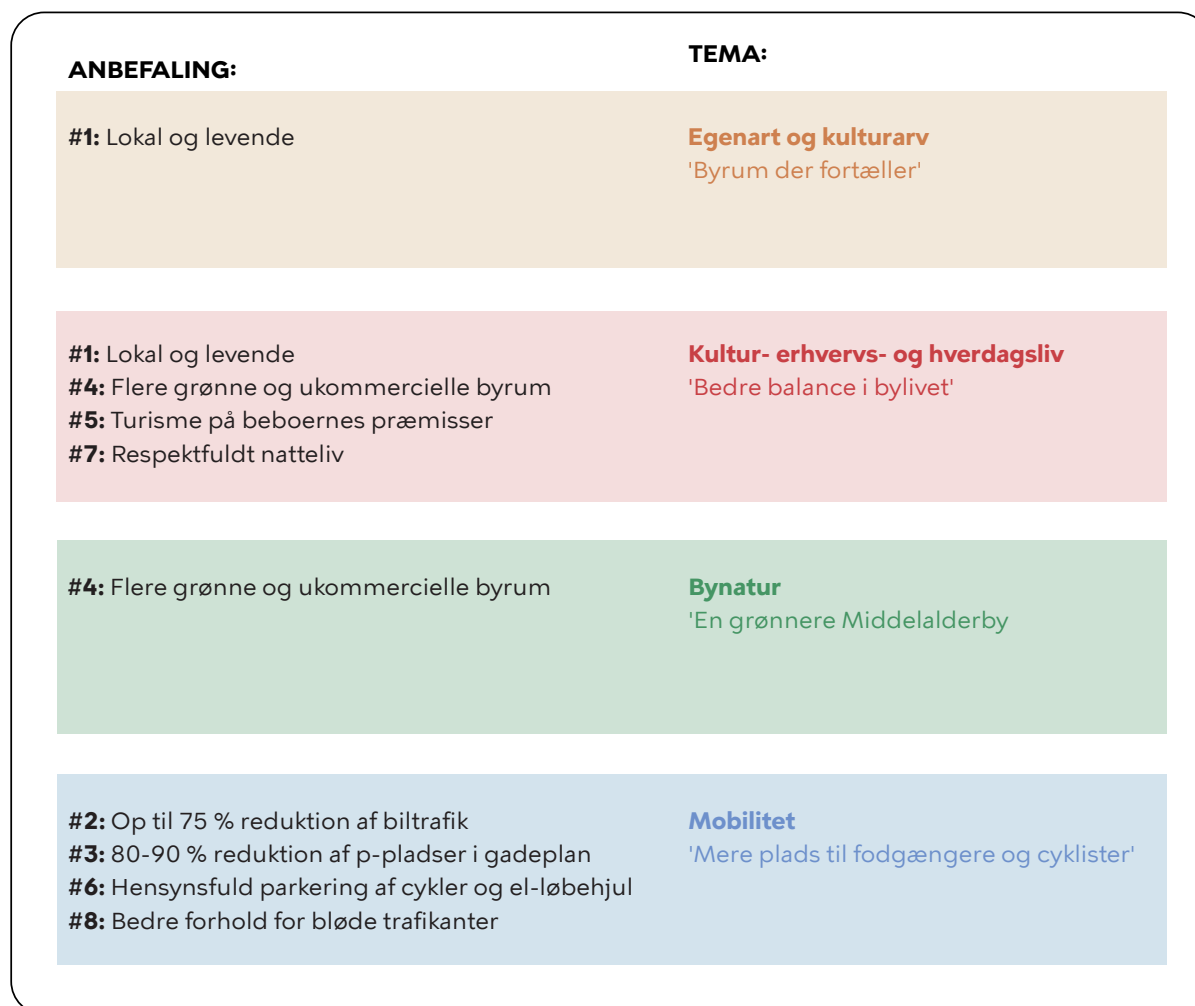 ANBEFALING:
TEMA:
#1: Lokal og levende
Egenart og kulturarv
'Byrum der fortæller'
#1: Lokal og levende
#4: Flere grønne og ukommercielle byrum
#5: Turisme på beboernes præmisser
#7: Respektfuldt natteliv
Kultur- erhvervs- og hverdagsliv
'Bedre balance i bylivet'
#4: Flere grønne og ukommercielle byrum
Bynatur
'En grønnere Middelalderby
#2: Op til 75 % reduktion af biltrafik
#3: 80-90 % reduktion af p-pladser i gadeplan
#6: Hensynsfuld parkering af cykler og el-løbehjul
#8: Bedre forhold for bløde trafikanter
Mobilitet
'Mere plads til fodgængere og cyklister'